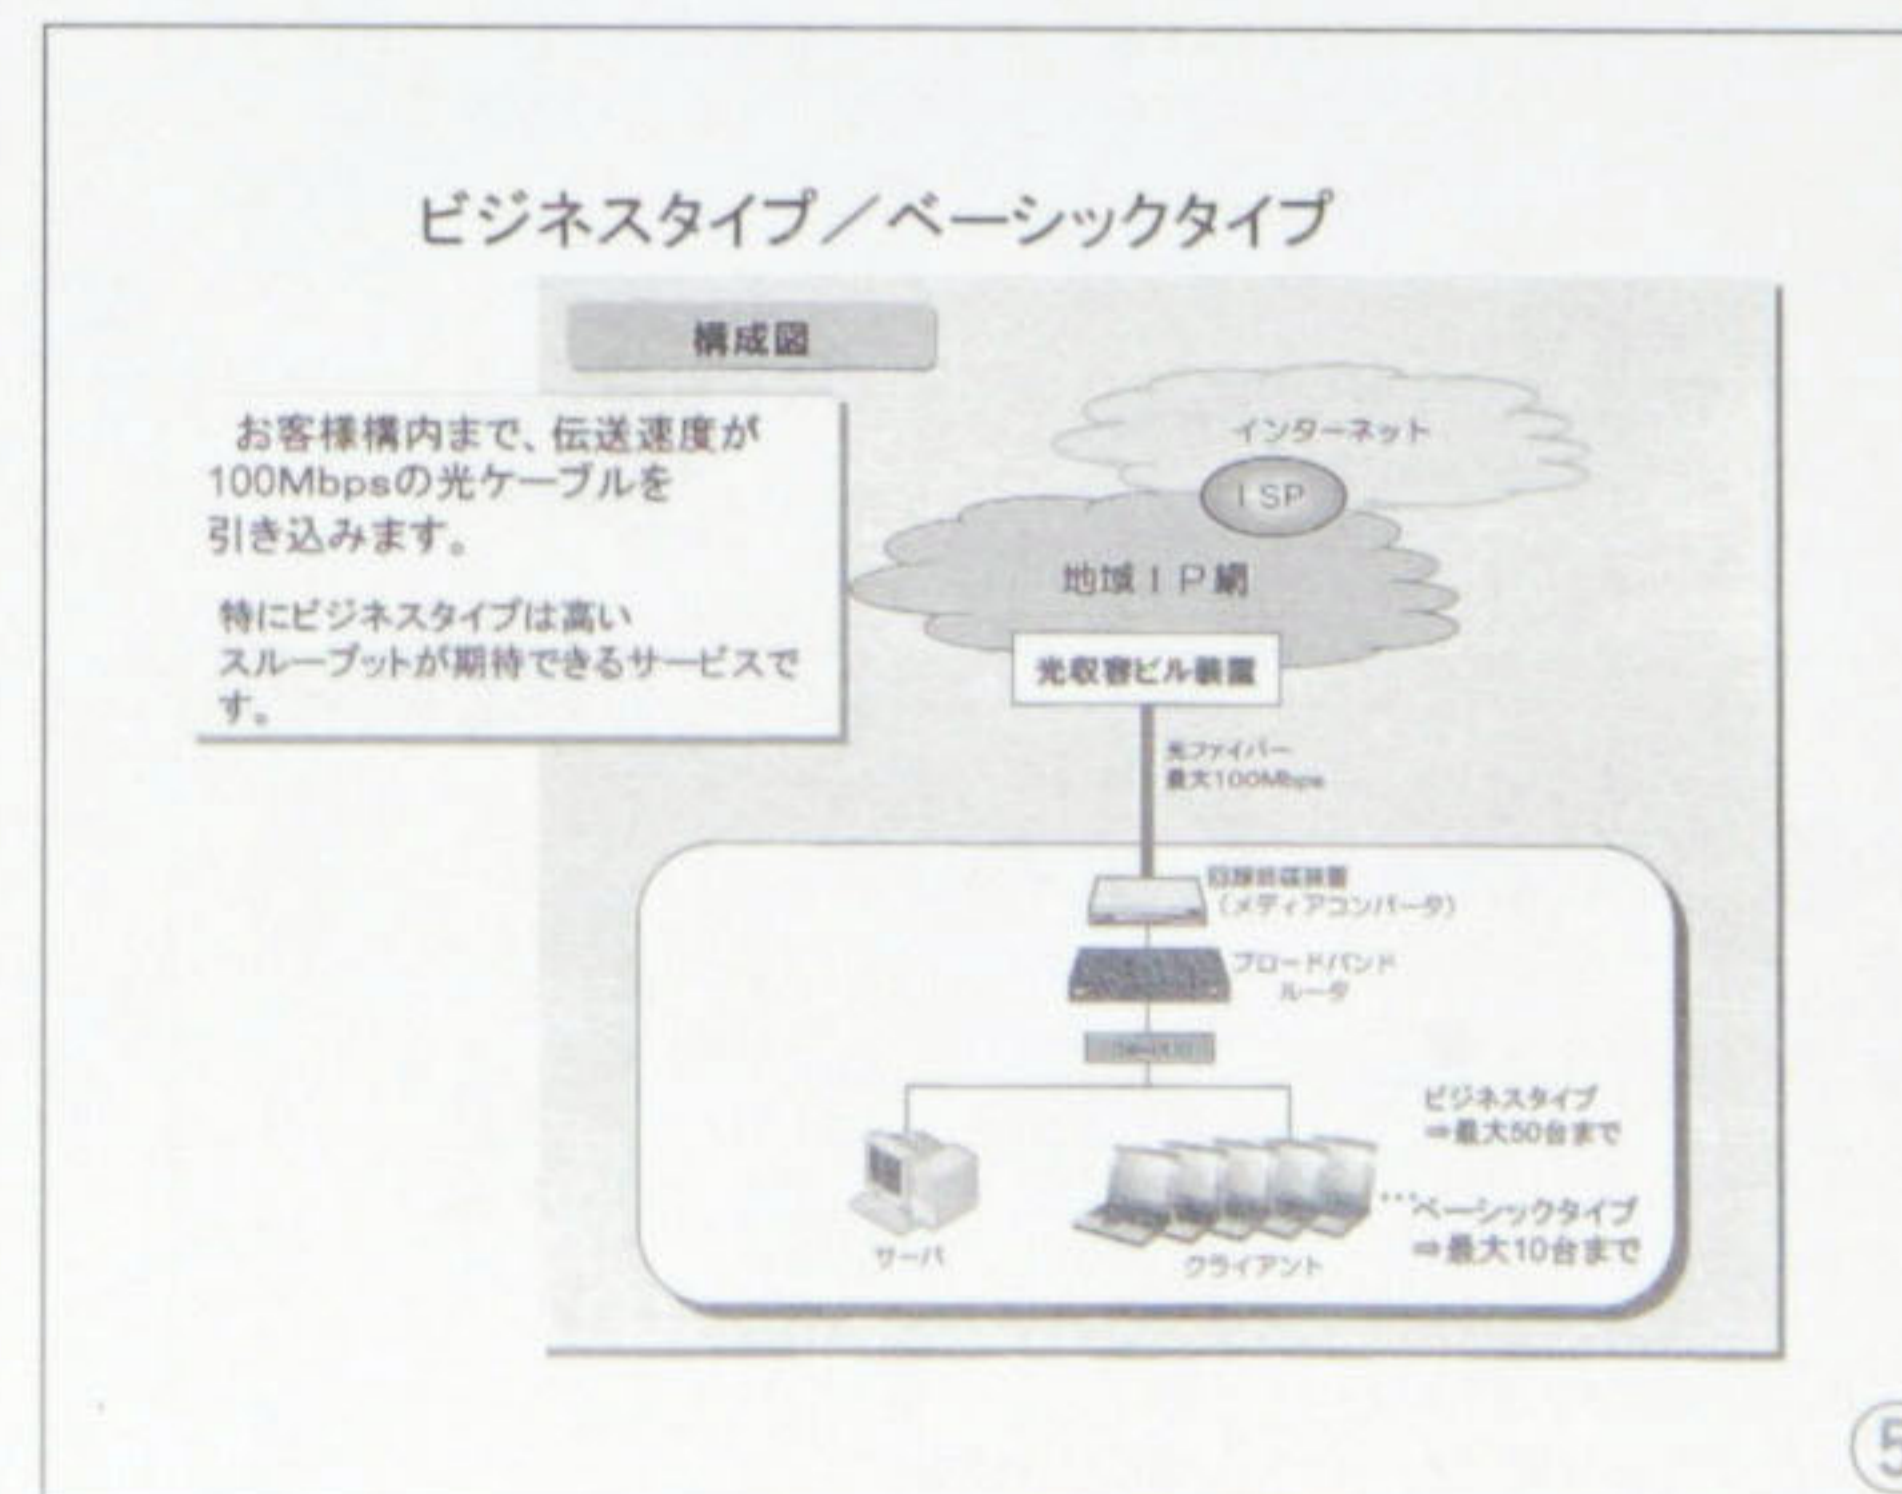 ビジネスタイプ／ベーシックタイプ
構成図
お客様構内まで、伝送速度が
100Mbpsの光ケーブルを
引き込みます。
特にビジネスタイプは高い
スループットが期待できるサービスで
す。
インターネット
ISP
地域ＩＰ網
光収容ビル装置
光ファイバー
最大100Mbps
回線終端装置
（メディアコンバータ）
ブロードバンド
ルータ
ビジネスタイプ
⇒最大50台まで
…ベーシックタイプ
⇒最大10台まで
サーバ
クライアント
5